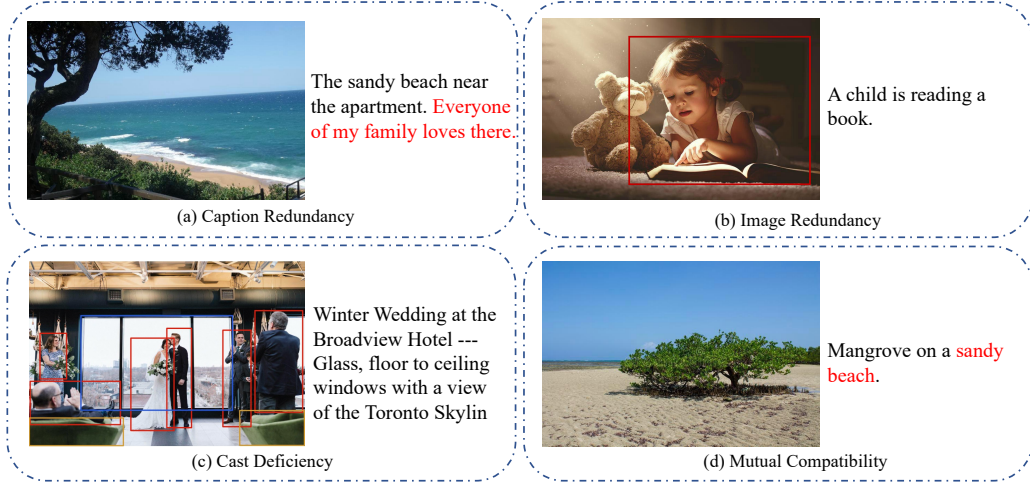 The sandy beach near
the apartment. Everyone
of my family loves there.
(a) Caption Redundancy
A child is reading a
book.
(b) Image Redundancy
Winter Wedding at the
Broadview Hotel ---
Glass, floor to ceiling
windows with a view
of the Toronto Skylin
(c) Cast Deficiency
Mangrove on a sandy
beach.
(d) Mutual Compatibility